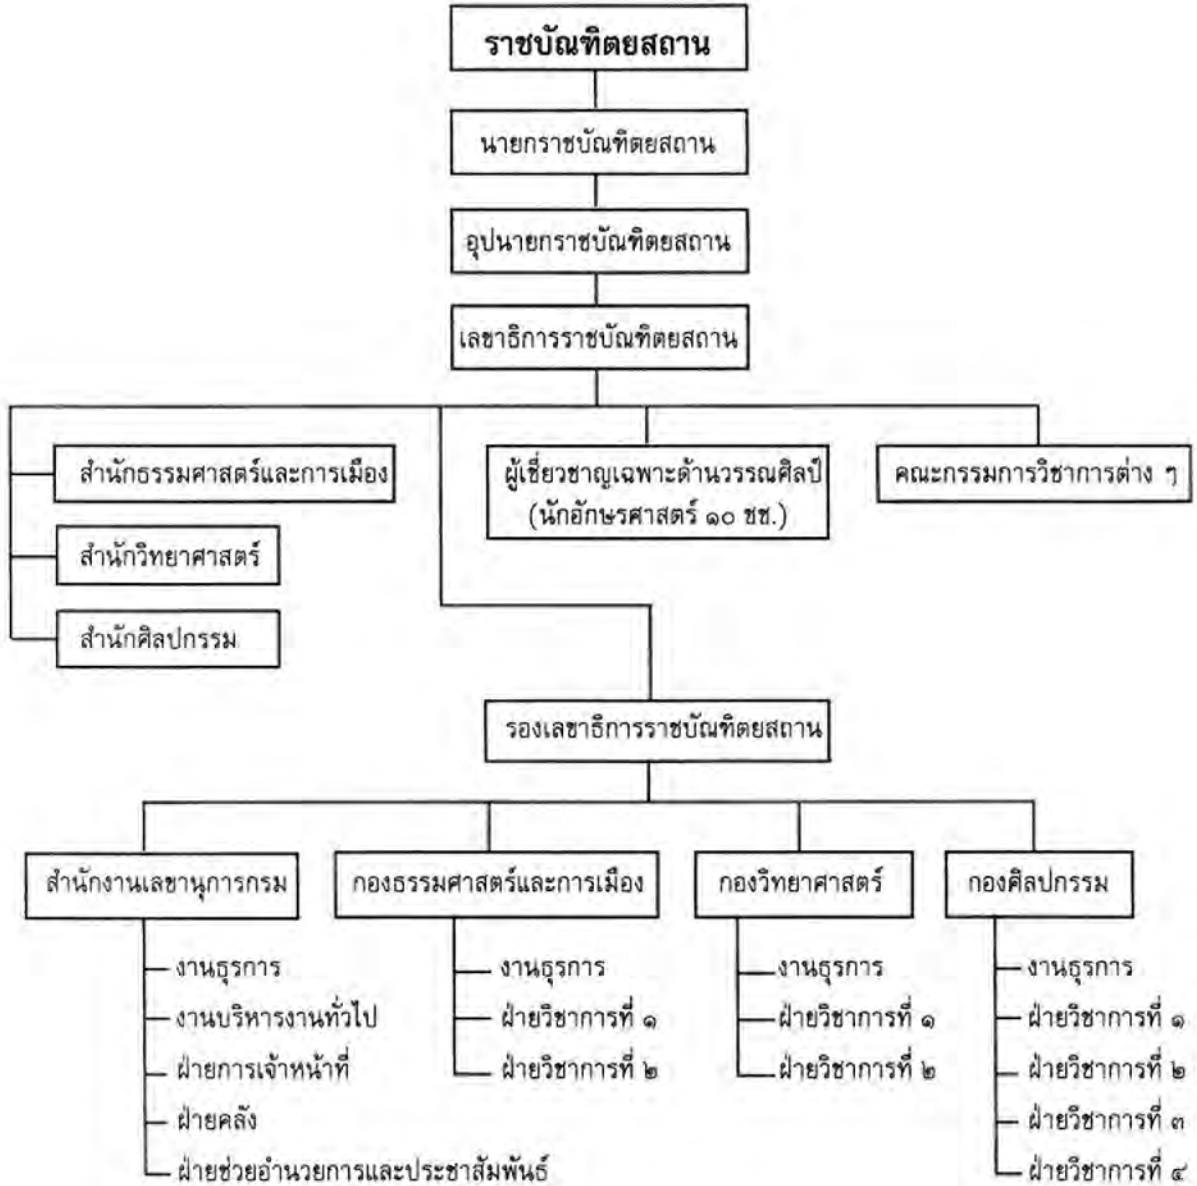 ราชบัณฑิตยสถาน
นายกราชบัณฑิตยสถาน
อุปนายกราชบัณฑิตยสถาน
เลขาธิการราชบัณฑิตยสถาน
สำนักธรรมศาสตร์และการเมือง
สำนักวิทยาศาสตร์
สำนักศิลปกรรม
ผู้เชี่ยวชาญเฉพาะด้านวรรณศิลป์
(นักอักษรศาสตร์ ๑๐ ชช.)
คณะกรรมการวิชาการต่าง ๆ
รองเลขาธิการราชบัณฑิตยสถาน
สำนักงานเลขานุการกรม
งานธุรการ
งานบริหารงานทั่วไป
ฝ่ายการเจ้าหน้าที่
ฝ่ายคลัง
ฝ่ายช่วยอำนวยการและประชาสัมพันธ์
กองธรรมศาสตร์และการเมือง
งานธุรการ
ฝ่ายวิชาการที่ ๑
ฝ่ายวิชาการที่ ๒
กองวิทยาศาสตร์
งานธุรการ
ฝ่ายวิชาการที่ ๑
ฝ่ายวิชาการที่ ๒
กองศิลปกรรม
งานธุรการ
ฝ่ายวิชาการที่ ๑
ฝ่ายวิชาการที่ ๒
ฝ่ายวิชาการที่ ๓
ฝ่ายวิชาการที่ ๔